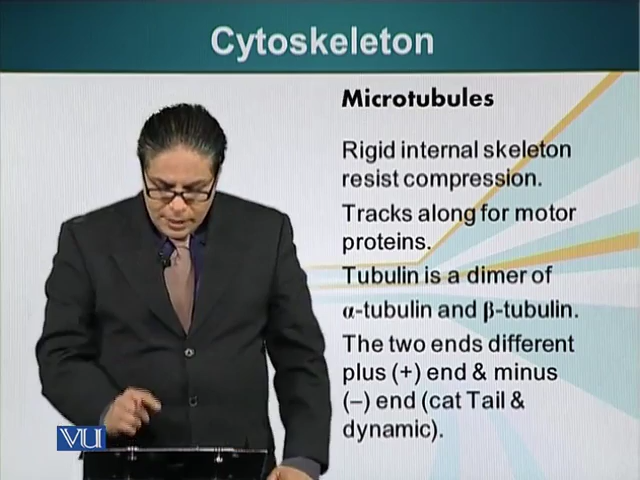 Cytoskeleton
Microtubules
Rigid internal skeleton
resist compression.
Tracks along for motor
proteins.
Tubulin is a dimer of
α-tubulin and β-tubulin.
The two ends different
plus (+) end & minus
(–) end (cat Tail &
dynamic).
VU